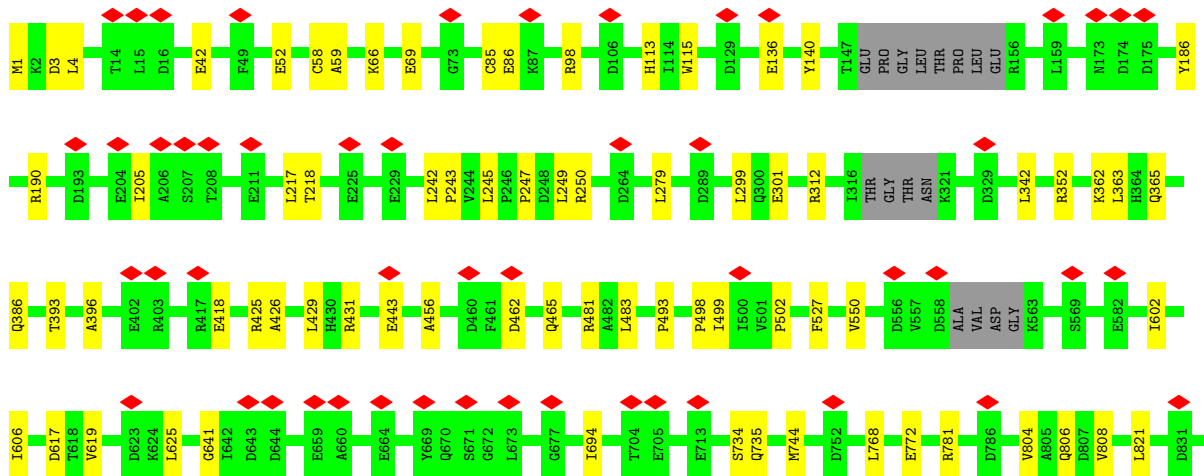 M1 K2 D3 L4 T14 L15 D16 E42 F49 E52 C58 A59 K66 E69 G73 C85 E86 K87 R98 D106 H113 I114 W115 D129 E136 Y140 T147 GLU PRO GLY LEU THR PRO LEU GLU R156 L159 N173 D174 D175 Y186
R190 D193 E204 I205 A206 S207 T208 E211 L217 T218 E225 E229 L242 P243 V244 L245 P246 P247 D248 L249 R250 D264 L279 D289 L299 Q300 E301 R312 I316 THR GLY THR ASN K321 D329 L342 R352 K362 L363 H364 Q365
Q386 T393 A396 E402 R403 R417 E418 R425 A426 L429 H430 R431 E443 A456 D460 F461 D462 Q465 R481 A482 L483 P493 P498 I499 I500 V501 P502 F527 V550 D556 V557 D558 ALA VAL ASP GLY K563 S569 E582 I602
I606 D617 T618 V619 D623 K624 L625 G641 I642 D643 D644 E659 A660 E664 Y669 Q670 S671 G672 L673 G677 I694 T704 E705 E713 S734 Q735 M744 D752 L768 E772 R781 D786 V804 A805 Q806 D807 V808 L821 D831